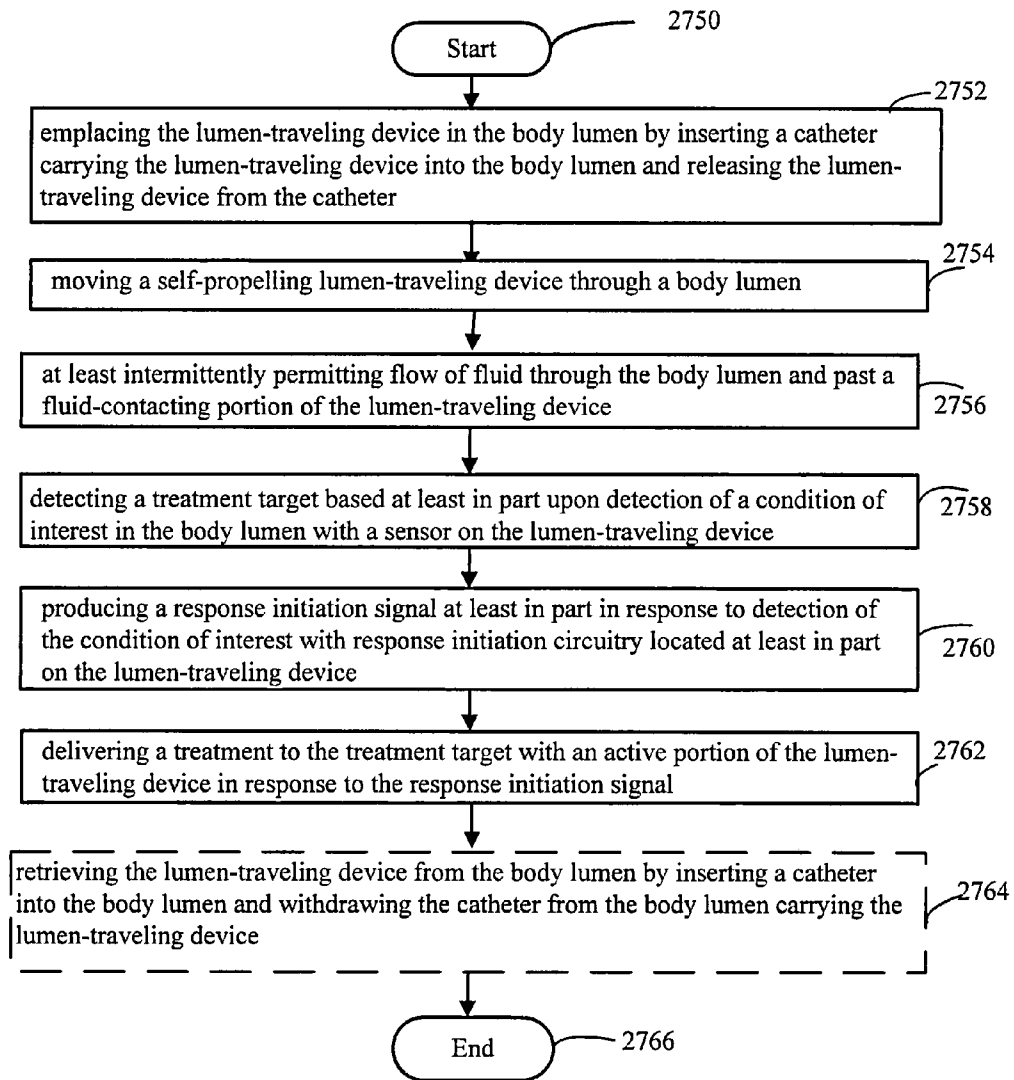 Start
2750
2752
emplacing the lumen-traveling device in the body lumen by inserting a catheter
carrying the lumen-traveling device into the body lumen and releasing the lumen-
traveling device from the catheter
2754
moving a self-propelling lumen-traveling device through a body lumen
at least intermittently permitting flow of fluid through the body lumen and past a
fluid-contacting portion of the lumen-traveling device
2756
detecting a treatment target based at least in part upon detection of a condition of
interest in the body lumen with a sensor on the lumen-traveling device
2758
producing a response initiation signal at least in part in response to detection of
the condition of interest with response initiation circuitry located at least in part
on the lumen-traveling device
2760
delivering a treatment to the treatment target with an active portion of the lumen-
traveling device in response to the response initiation signal
2762
retrieving the lumen-traveling device from the body lumen by inserting a catheter
into the body lumen and withdrawing the catheter from the body lumen carrying the
lumen-traveling device
2764
End
2766